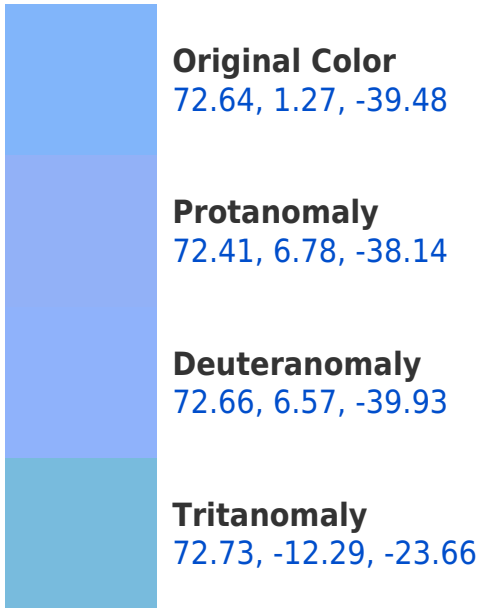 Original Color
72.64, 1.27, -39.48
Protanomaly
72.41, 6.78, -38.14
Deuteranomaly
72.66, 6.57, -39.93
Tritanomaly
72.73, -12.29, -23.66